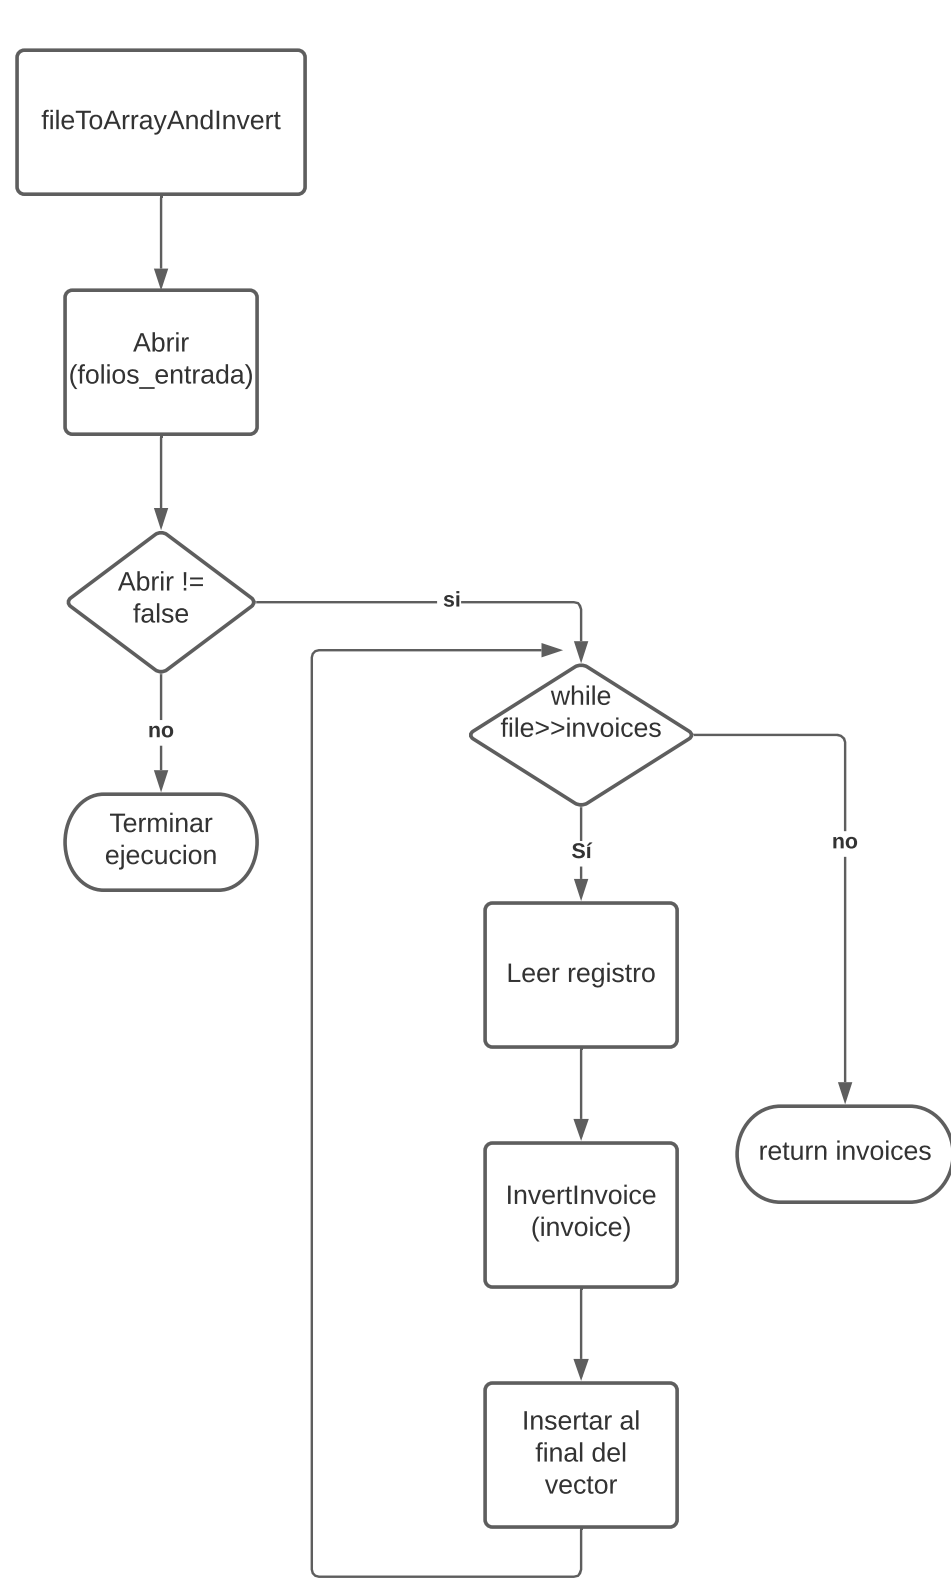 fileToArrayAndInvert
Abrir
(folios_entrada)
Abrir !=
false
si
no
Terminar
ejecucion
while
file>>invoices
Sí
no
Leer registro
InvertInvoice
(invoice)
return invoices
Insertar al
final del
vector